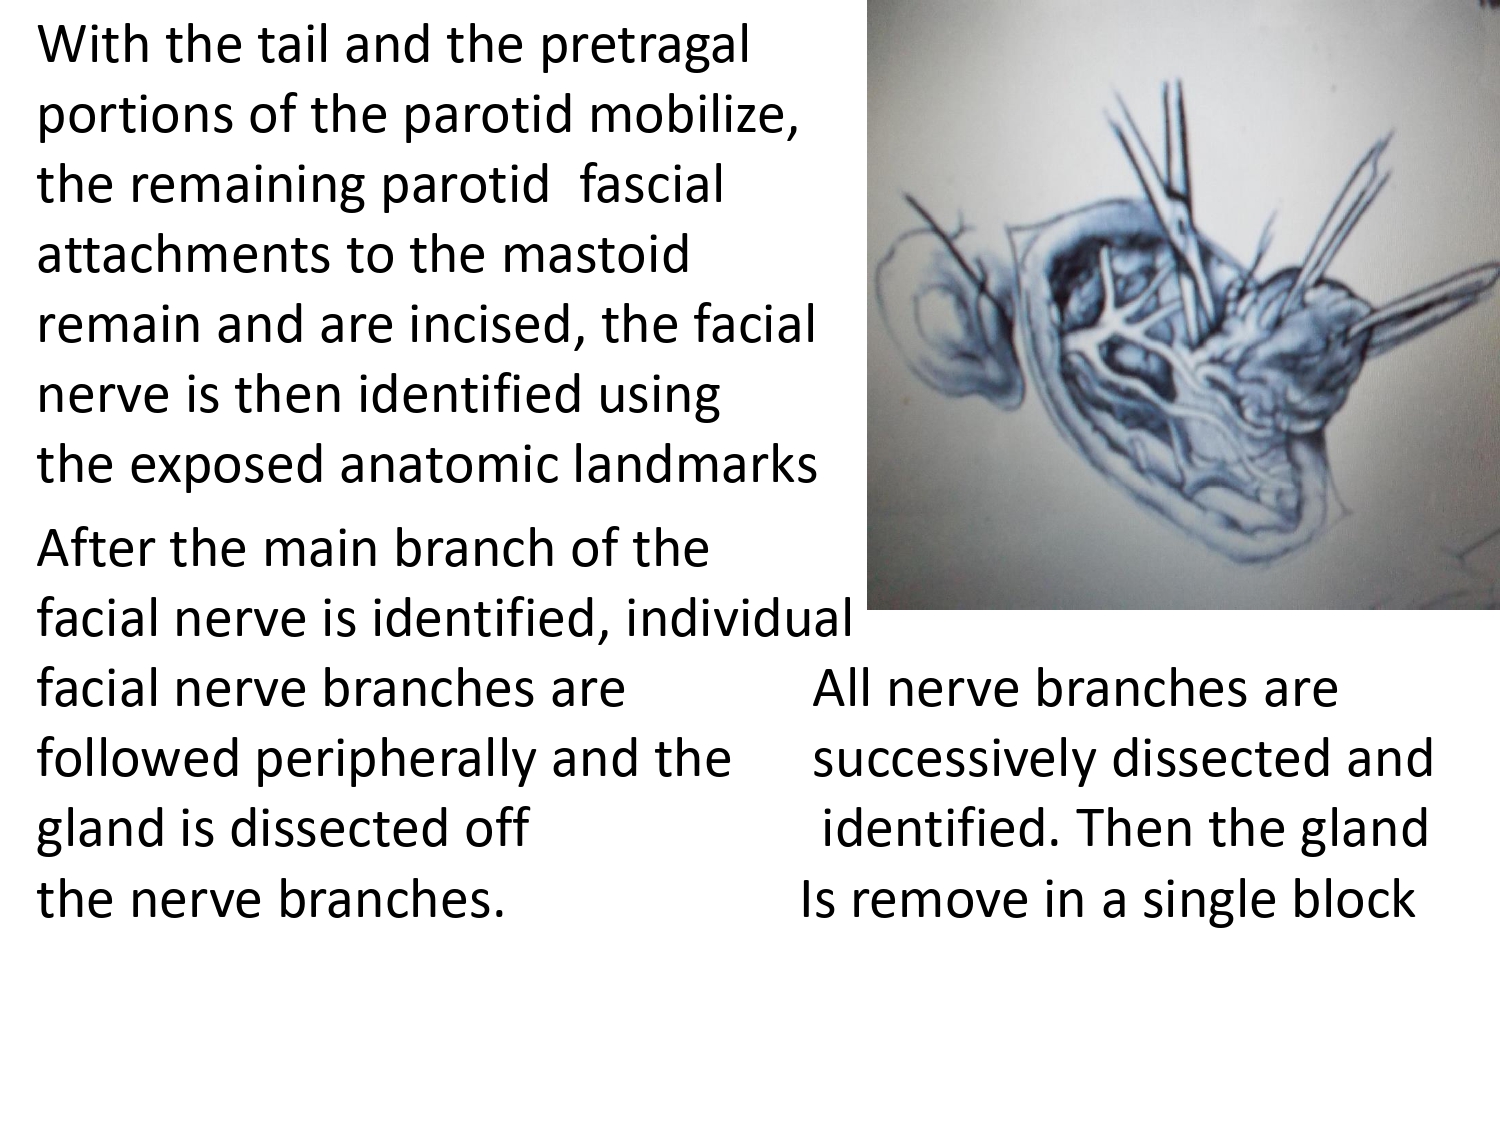 With the tail and the pretragal
portions of the parotid mobilize,
the remaining parotid  fascial
attachments to the mastoid
remain and are incised, the facial
nerve is then identified using
the exposed anatomic landmarks
After the main branch of the
facial nerve is identified, individual
facial nerve branches are
followed peripherally and the
gland is dissected off
the nerve branches.
All nerve branches are
successively dissected and
identified. Then the gland
Is remove in a single block